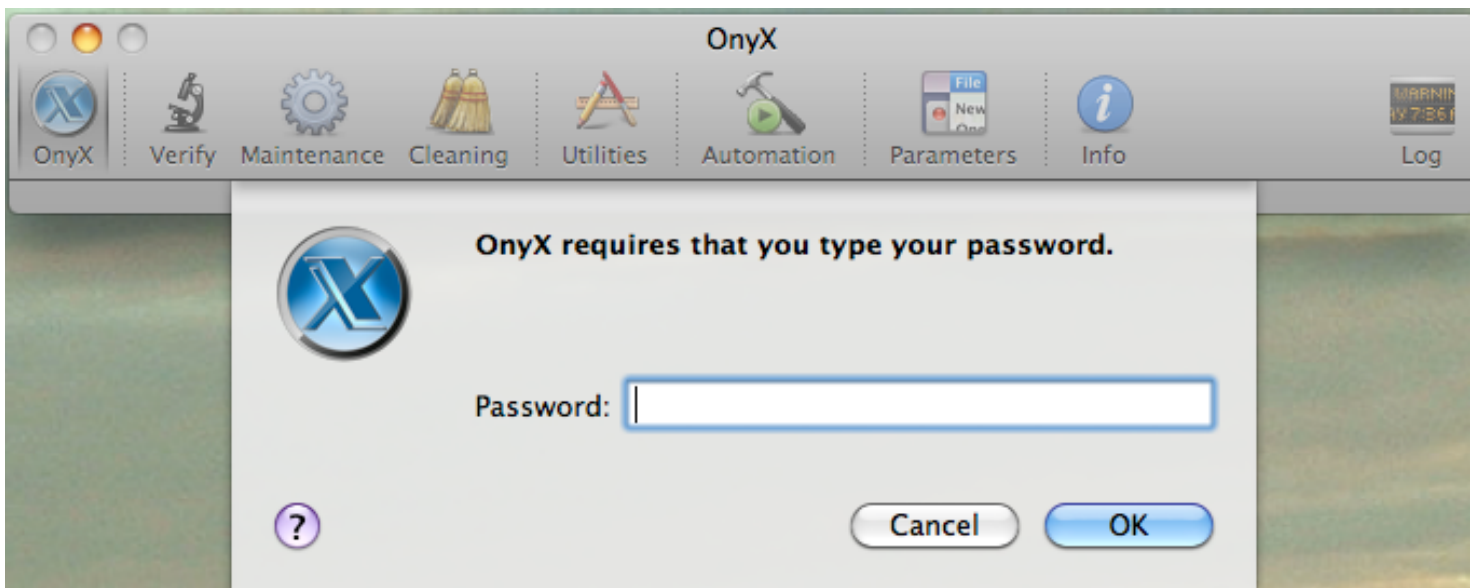 OnyX
OnyX Verify Maintenance Cleaning Utilities Automation Parameters Info Log
File
New
WARNIN
OnyX requires that you type your password.
Password:
?
Cancel OK